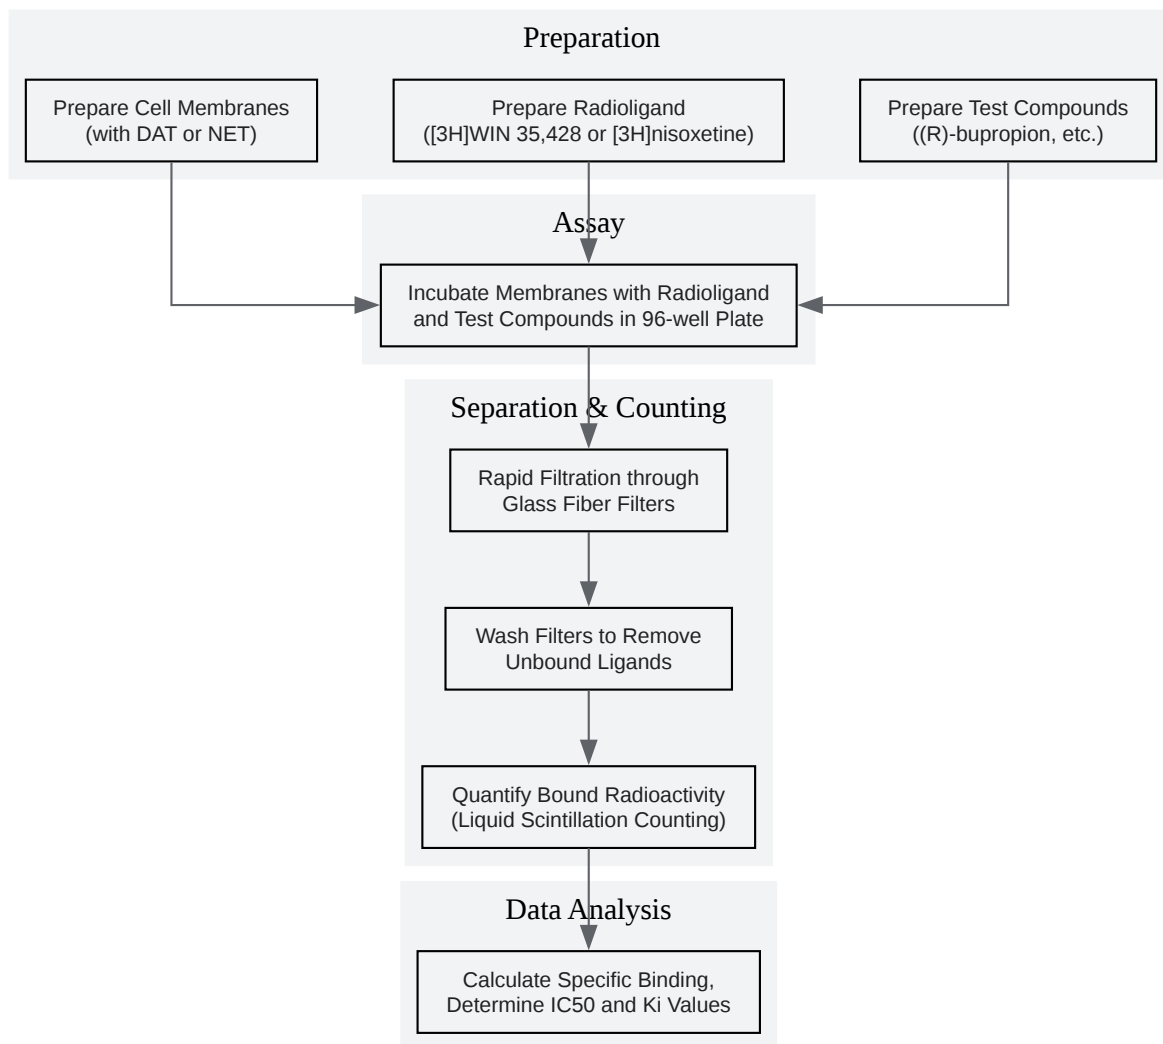 Preparation
Prepare Cell Membranes
(with DAT or NET)
Prepare Radioligand
([3H]WIN 35,428 or [3H]nisoxetine)
Prepare Test Compounds
((R)-bupropion, etc.)
Assay
Incubate Membranes with Radioligand
and Test Compounds in 96-well Plate
Separation & Counting
Rapid Filtration through
Glass Fiber Filters
Wash Filters to Remove
Unbound Ligands
Quantify Bound Radioactivity
(Liquid Scintillation Counting)
Data Analysis
Calculate Specific Binding,
Determine IC50 and Ki Values